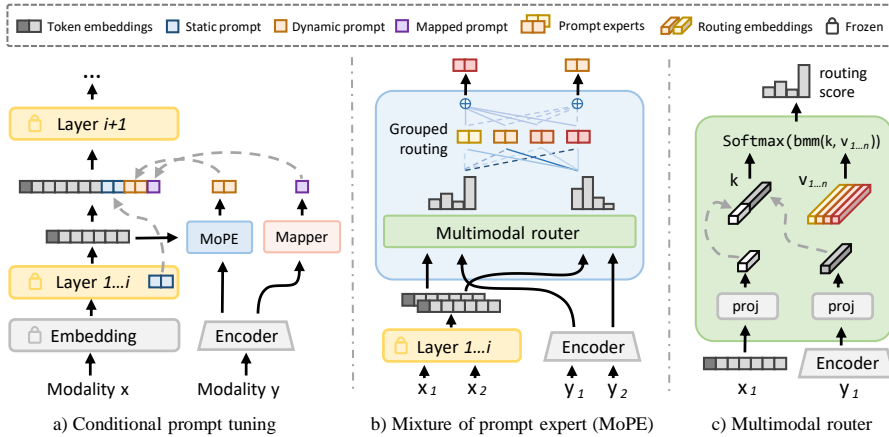 Token embeddings Static prompt Dynamic prompt Mapped prompt Prompt experts Routing embeddings Frozen
...
Layer i+1
MoPE
Mapper
Layer 1...i
Embedding
Encoder
Modality x
Modality y
a) Conditional prompt tuning
Grouped
routing
Multimodal router
Layer 1...i
Encoder
x1 x2 y1 y2
b) Mixture of prompt expert (MoPE)
routing
score
Softmax(bmm(k, v1...n))
k
v1...n
proj
proj
Encoder
x1
y1
c) Multimodal router